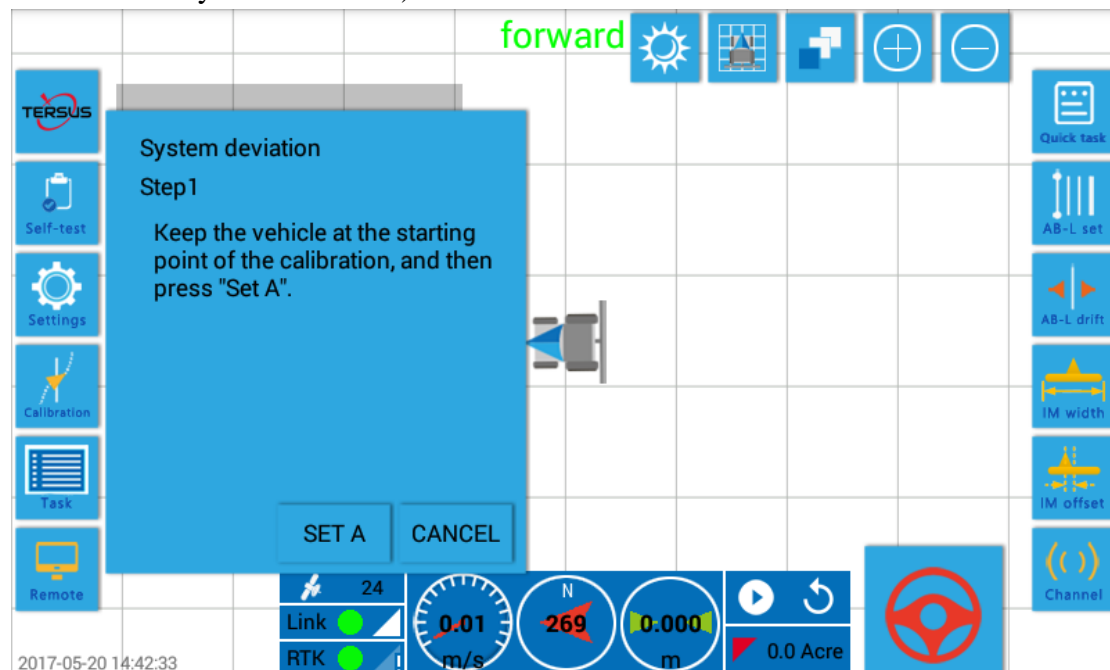 forward
TERSUS
Self-test
Settings
Calibration
Task
Remote
System deviation
Step1
Keep the vehicle at the starting
point of the calibration, and then
press "Set A".
SET A
CANCEL
Quick task
AB-L set
AB-L drift
IM width
IM offset
Channel
24
Link
RTK
0.01
m/s
N
269
0.000
m
0.0 Acre
2017-05-20 14:42:33